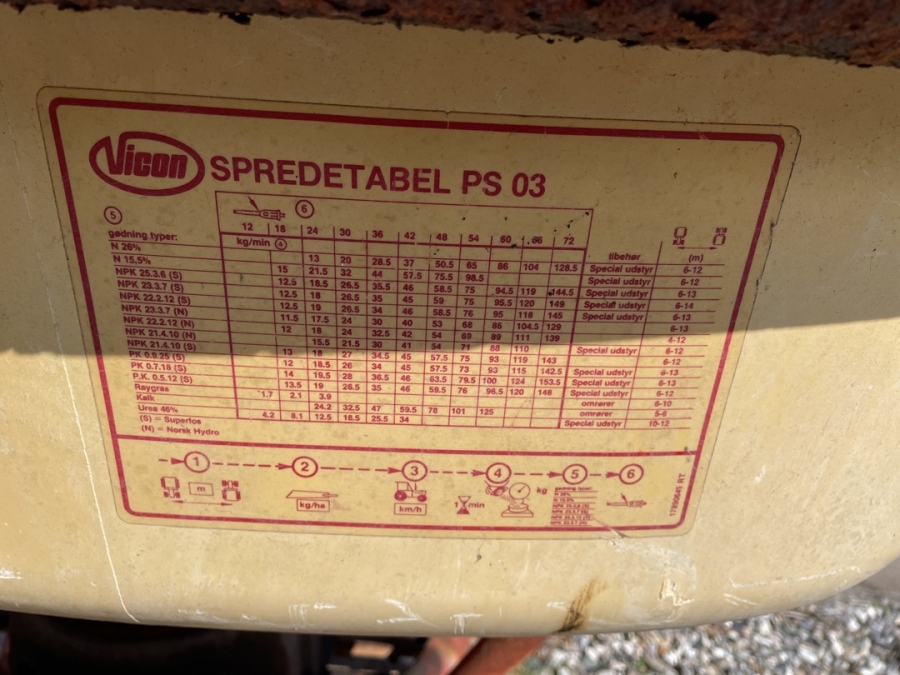 Vicon SPREDETABEL PS 03
5 6
12 18 24 30 36 42 48 54 60 66 72
gødning typer: kg/min 4 tilbehør (m)
N 26% 13 20 28.5 37 50.5 65 86 104 128.5 Special udstyr 6-12
N 15,5% 15 21.5 32 44 57.5 75.5 98.5 Special udstyr 6-12
NPK 25.3.6 (S) 12.5 18.5 26.5 35.5 46 58.5 75 94.5 119 144.5 Special udstyr 6-13
NPK 23.3.7 (S) 12.5 18 26.5 35 45 59 75 95.5 120 149 Special udstyr 6-14
NPK 22.2.12 (S) 12.5 19 26.5 34 46 58.5 76 95 118 145 Special udstyr 6-13
NPK 23.3.7 (N) 11.5 17.5 24 30 40 53 68 86 104.5 129 6-13
NPK 22.2.12 (N) 12 18 24 32.5 42 54 69 89 111 139 4-12
NPK 21.4.10 (N) 15.5 21.5 30 41 54 71 88 110 Special udstyr 6-12
NPK 21.4.10 (S) 13 18 27 34.5 45 57.5 75 93 119 143 6-12
PK 0.9.25 (S) 12 18.5 26 34 45 57.5 73 93 115 142.5 Special udstyr 6-13
PK 0.7.18 (S) 14 19.5 28 36.5 46 63.5 79.5 100 124 153.5 Special udstyr 6-13
P.K. 0.5.12 (S) 13.5 19 26.5 35 46 59.5 76 96.5 120 148 Special udstyr 6-12
Raygras 1.7 2.1 3.9 omrører 6-10
Kalk 24.2 32.5 47 59.5 78 101 125 omrører 5-6
Urea 46% 4.2 8.1 12.5 18.5 25.5 34 Special udstyr 10-12
(S) = Superfos
(N) = Norsk Hydro
1 2 3 4 5 6
m kg/ha km/h 1 min kg
17890645 RT